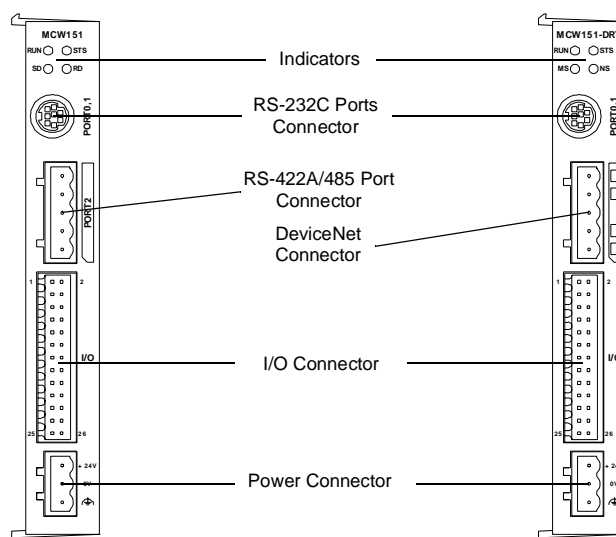 MCW151
RUN STS
SD RD
PORT0,1
PORT2
1 2
I/O
25 26
+ 24V
0V
Indicators
RS-232C Ports
Connector
RS-422A/485 Port
Connector
DeviceNet
Connector
I/O Connector
Power Connector
MCW151-DR
RUN STS
MS NS
PORT0,1
1 2
I/O
25 26
+ 2
0V